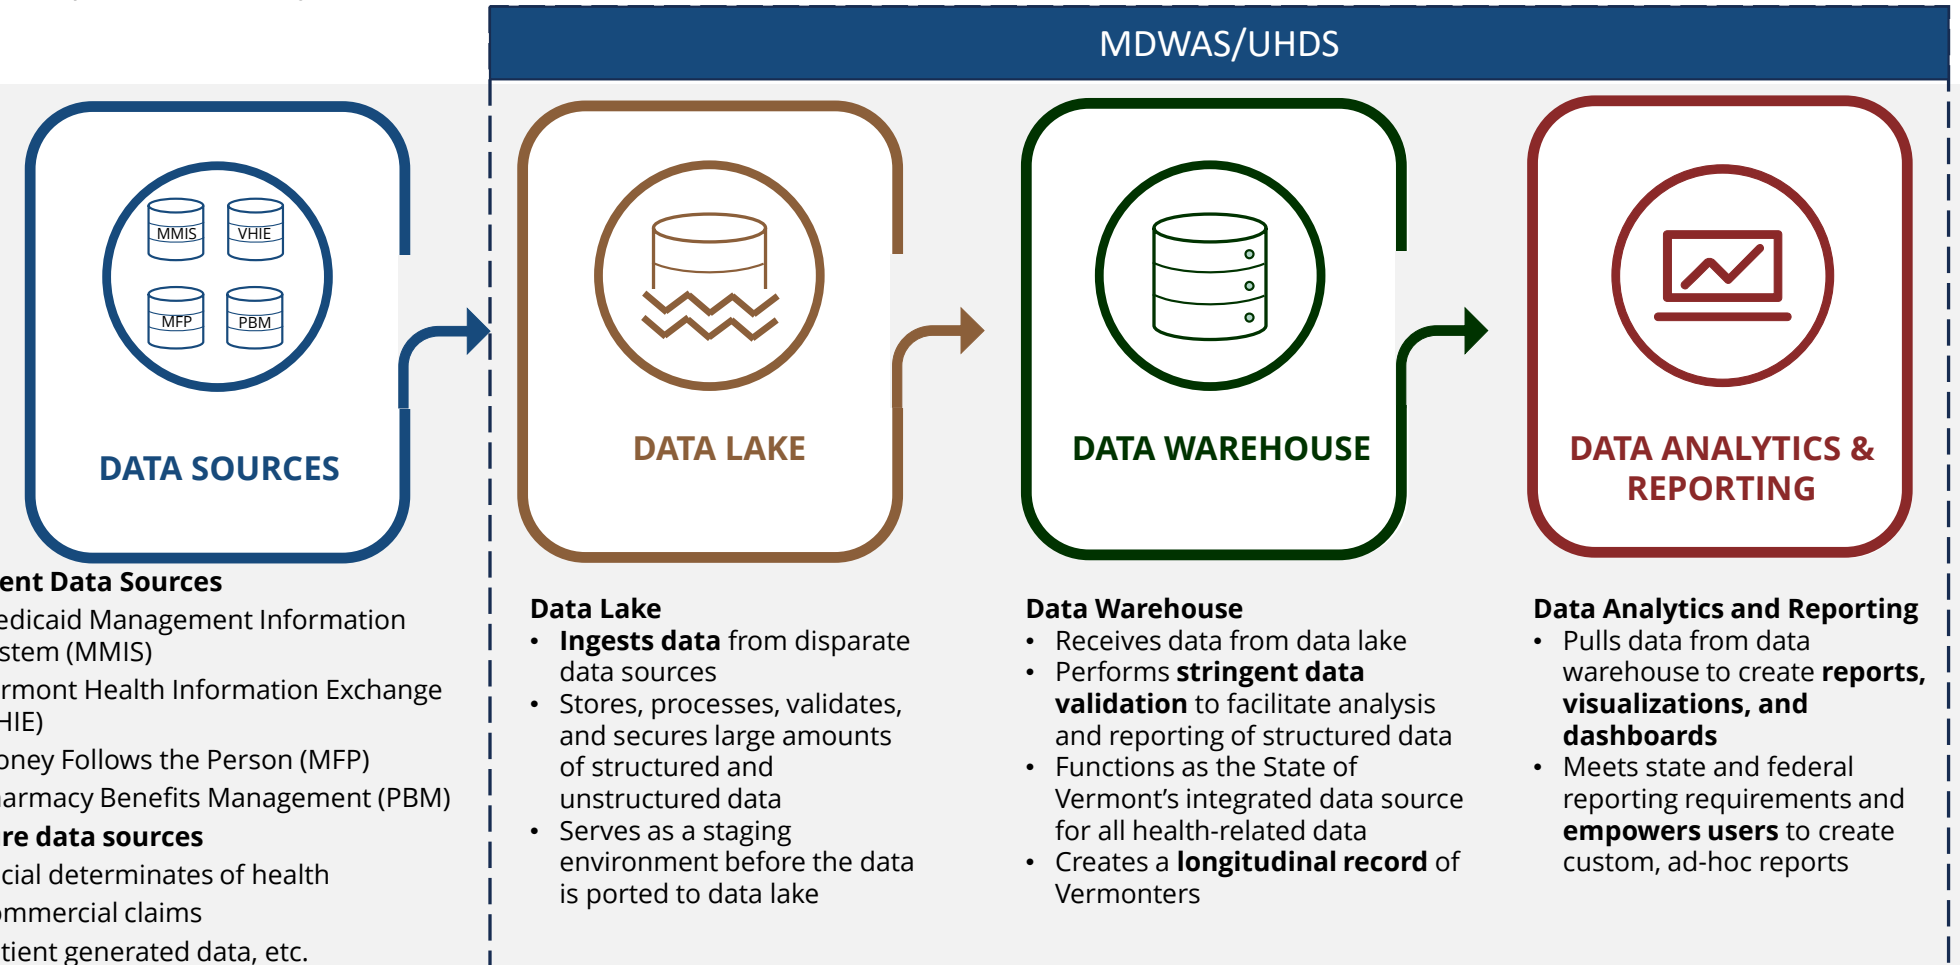 MDWAS/UHDS
MMIS
VHIE
MFP
PBM
DATA SOURCES
DATA LAKE
DATA WAREHOUSE
DATA ANALYTICS &
REPORTING
ent Data Sources
edicaid Management Information
stem (MMIS)
rmont Health Information Exchange
HIE)
oney Follows the Person (MFP)
armacy Benefits Management (PBM)
re data sources
cial determinates of health
ommercial claims
tient generated data, etc.
Data Lake
• Ingests data from disparate
data sources
• Stores, processes, validates,
and secures large amounts
of structured and
unstructured data
• Serves as a staging
environment before the data
is ported to data lake
Data Warehouse
• Receives data from data lake
• Performs stringent data
validation to facilitate analysis
and reporting of structured data
• Functions as the State of
Vermont’s integrated data source
for all health-related data
• Creates a longitudinal record of
Vermonters
Data Analytics and Reporting
• Pulls data from data
warehouse to create reports,
visualizations, and
dashboards
• Meets state and federal
reporting requirements and
empowers users to create
custom, ad-hoc reports